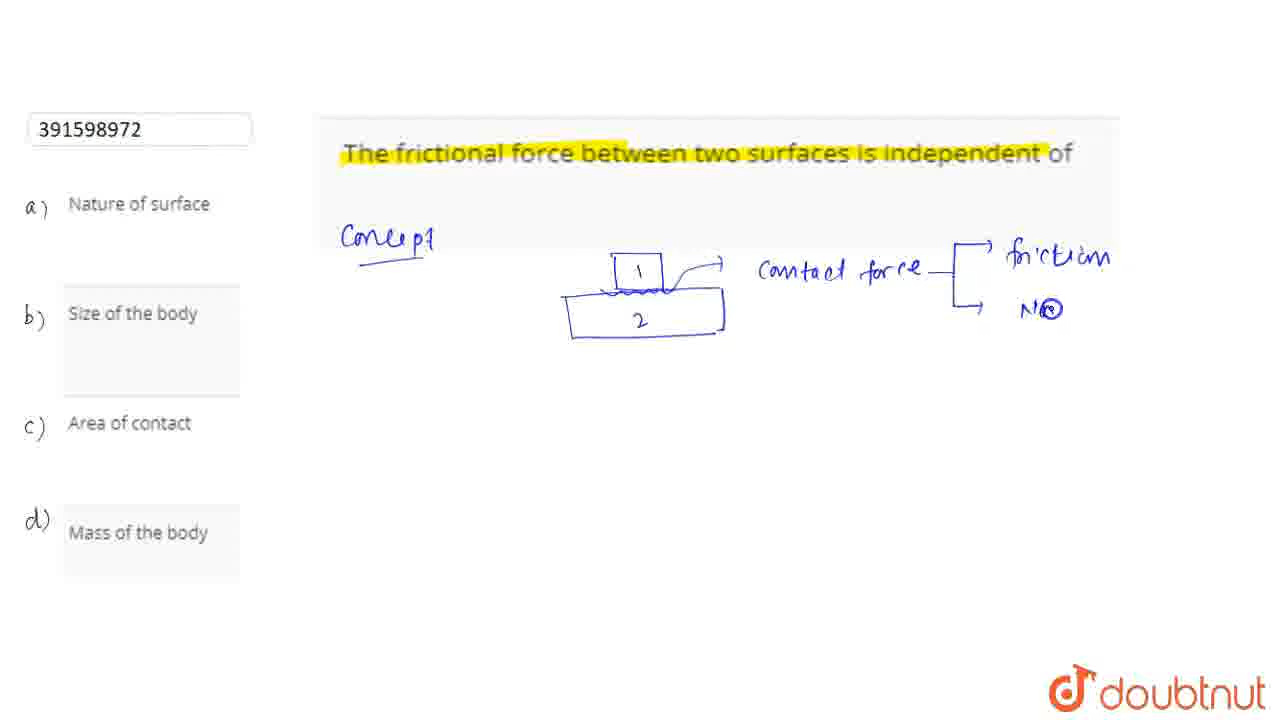 391598972
The frictional force between two surfaces is independent of
a) Nature of surface
Concept
1
contact force
friction
b) Size of the body
2
c) Area of contact
d) Mass of the body
doubtnut